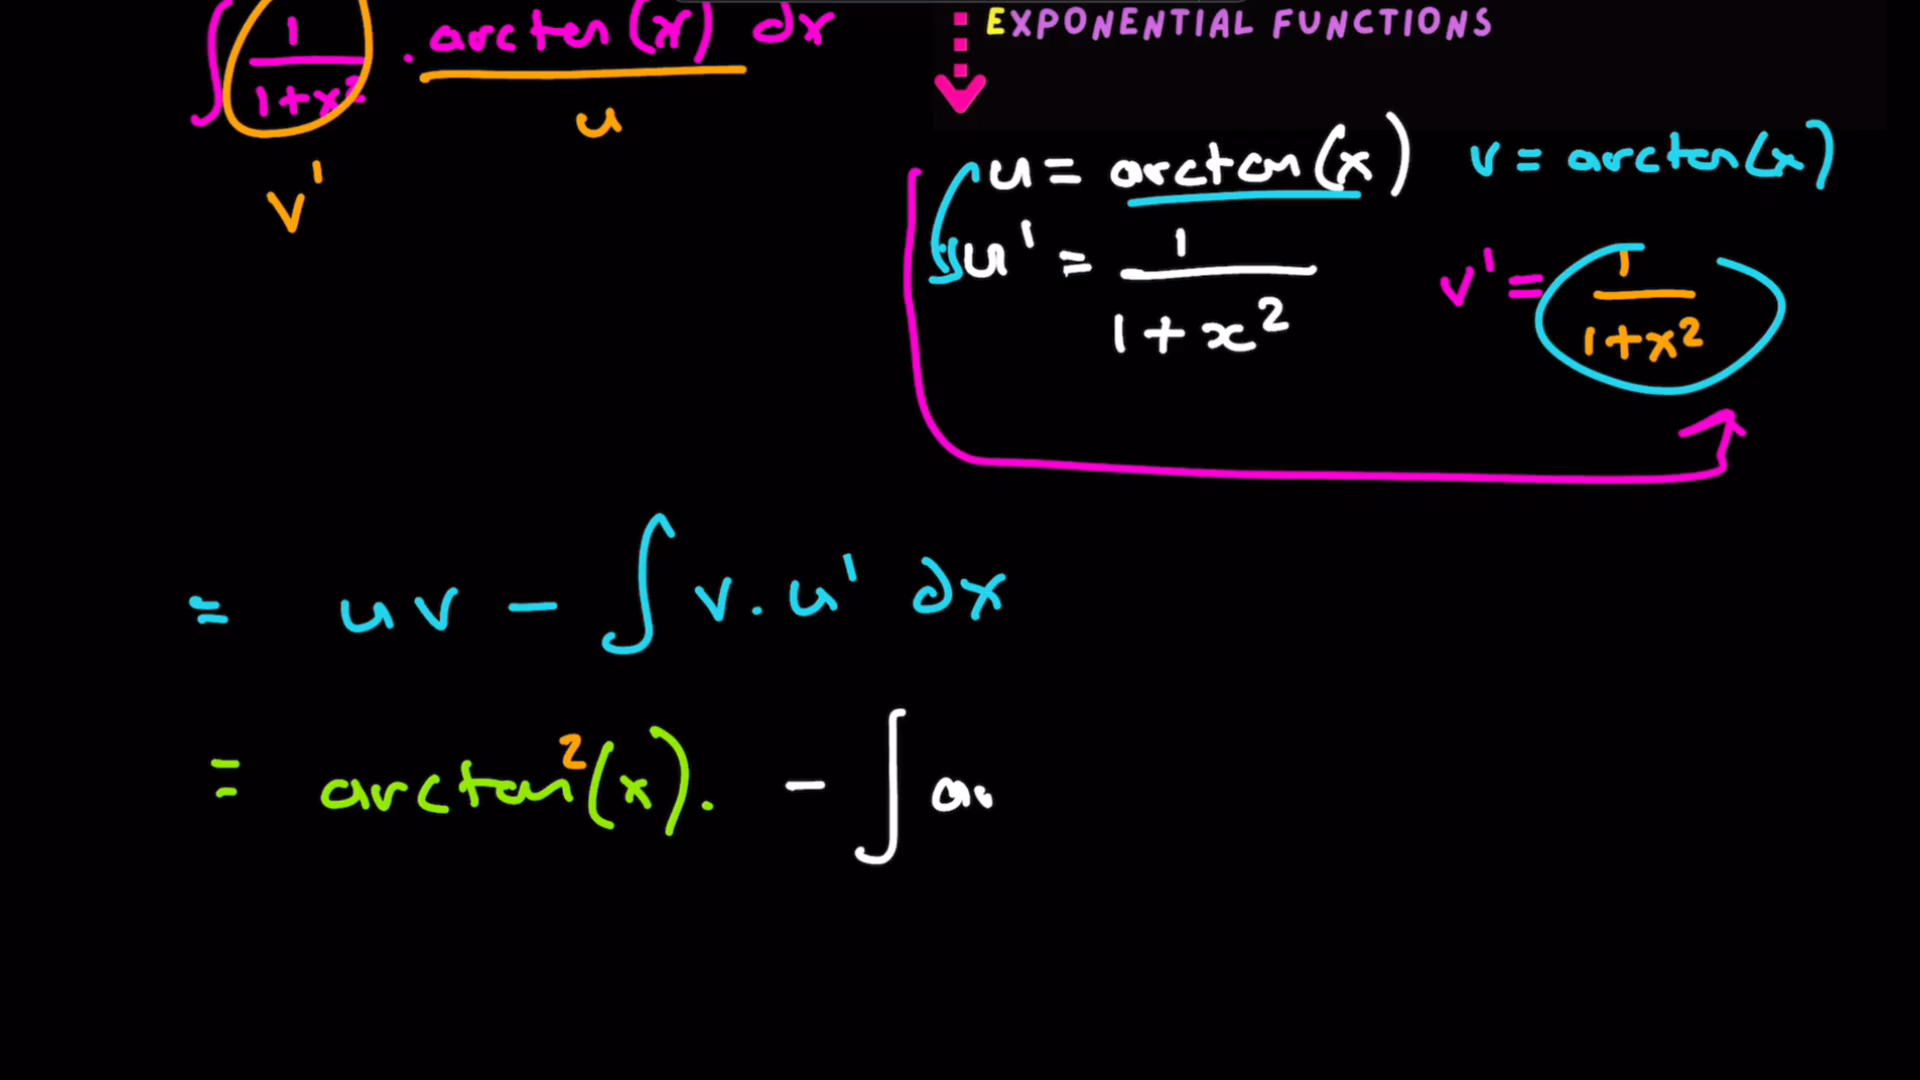 ∫ 1/(1+x²) · arctan(x) dx
v' u
EXPONENTIAL FUNCTIONS
u = arctan(x) v = arctan(x)
u' = 1/(1+x²) v' = 1/(1+x²)
= uv - ∫ v. u' dx
= arctan²(x). - ∫